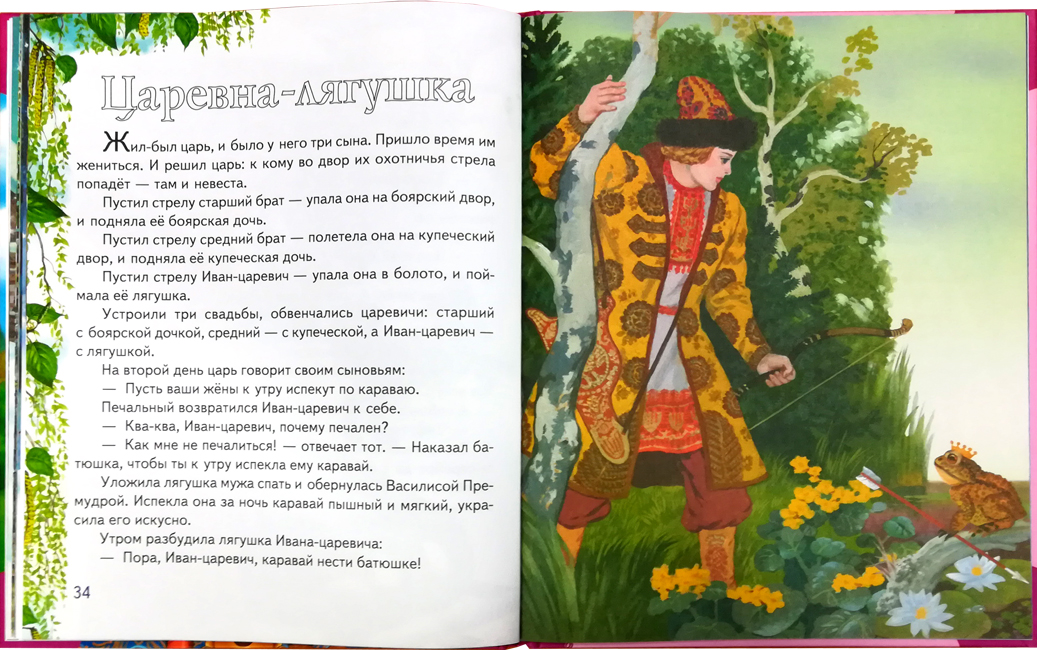 Царевна-лягушка
Жил-был царь, и было у него три сына. Пришло время им
жениться. И решил царь: к кому во двор их охотничья стрела
попадёт — там и невеста.
Пустил стрелу старший брат — упала она на боярский двор,
и подняла её боярская дочь.
Пустил стрелу средний брат — полетела она на купеческий
двор, и подняла её купеческая дочь.
Пустил стрелу Иван-царевич — упала она в болото, и пой-
мала её лягушка.
Устроили три свадьбы, обвенчались царевичи: старший
с боярской дочкой, средний — с купеческой, а Иван-царевич —
с лягушкой.
На второй день царь говорит своим сыновьям:
— Пусть ваши жёны к утру испекут по караваю.
Печальный возвратился Иван-царевич к себе.
— Ква-ква, Иван-царевич, почему печален?
— Как мне не печалиться! — отвечает тот. — Наказал ба-
тюшка, чтобы ты к утру испекла ему каравай.
Уложила лягушка мужа спать и обернулась Василисой Пре-
мудрой. Испекла она за ночь каравай пышный и мягкий, укра-
сила его искусно.
Утром разбудила лягушка Ивана-царевича:
— Пора, Иван-царевич, каравай нести батюшке!
34